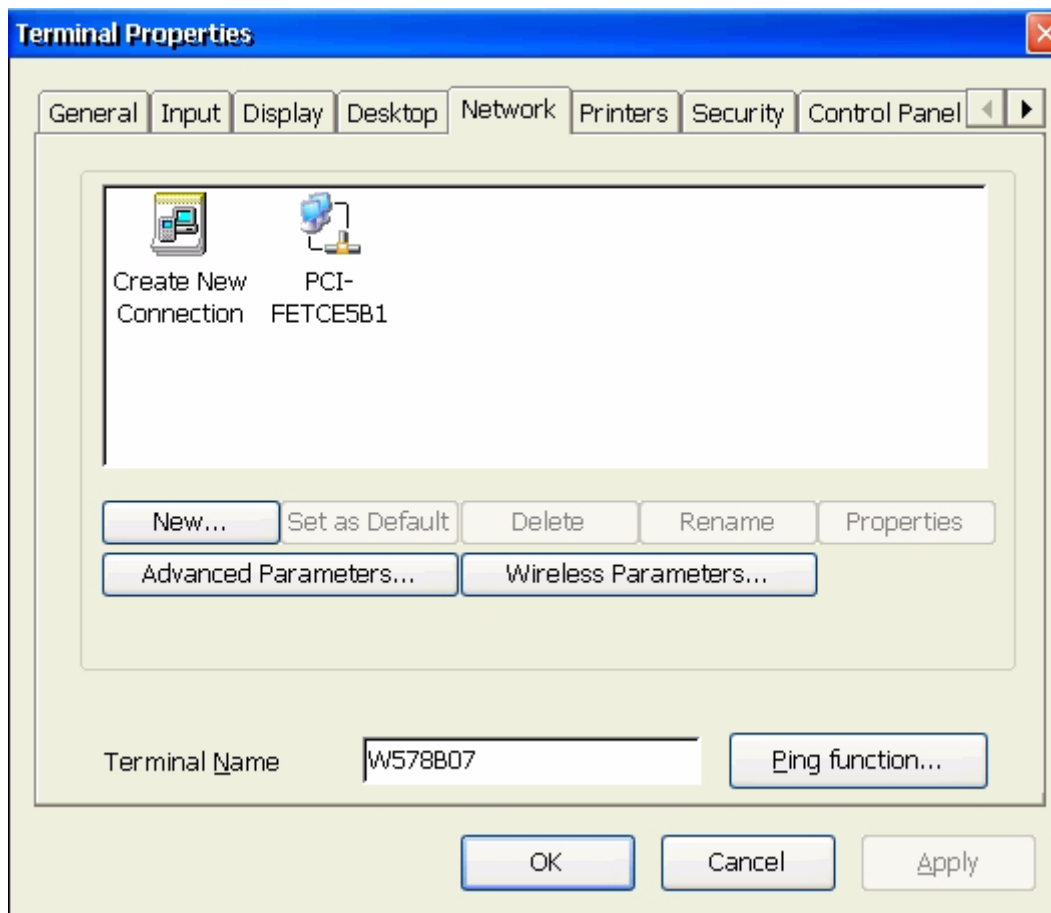 Terminal Properties
General Input Display Desktop Network Printers Security Control Panel
Create New Connection
PCI-FETCE5B1
New... Set as Default Delete Rename Properties
Advanced Parameters... Wireless Parameters...
Terminal Name W578B07 Ping function...
OK Cancel Apply